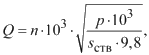 Q = n · 10³ · √(p · 10³ / (s_ств · 9,8)),